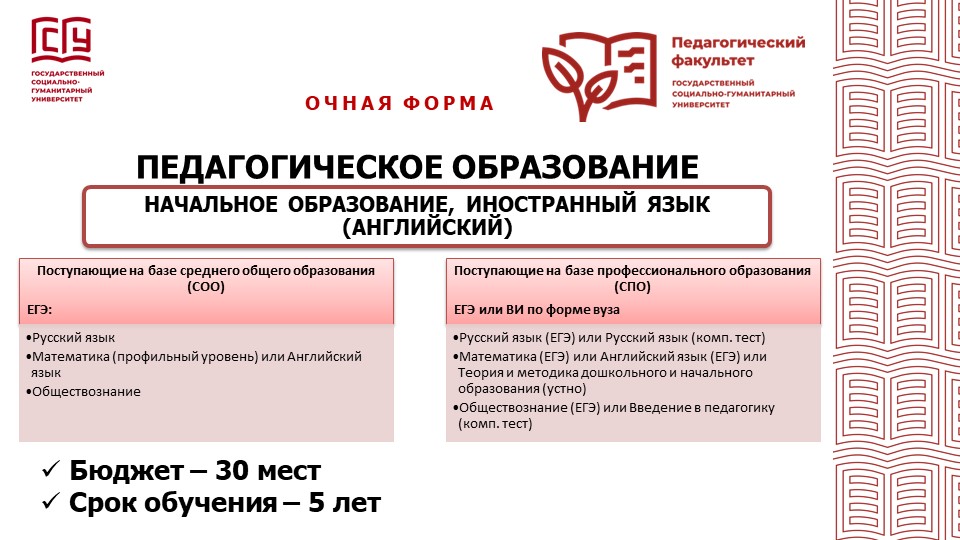 ГСГУ
ГОСУДАРСТВЕННЫЙ
СОЦИАЛЬНО-
ГУМАНИТАРНЫЙ
УНИВЕРСИТЕТ
Педагогический
факультет
ГОСУДАРСТВЕННЫЙ
СОЦИАЛЬНО-ГУМАНИТАРНЫЙ
УНИВЕРСИТЕТ
ОЧНАЯ ФОРМА
ПЕДАГОГИЧЕСКОЕ ОБРАЗОВАНИЕ
НАЧАЛЬНОЕ ОБРАЗОВАНИЕ, ИНОСТРАННЫЙ ЯЗЫК
(АНГЛИЙСКИЙ)
Поступающие на базе среднего общего образования
(СОО)
ЕГЭ:
•Русский язык
•Математика (профильный уровень) или Английский
язык
•Обществознание
Поступающие на базе профессионального образования
(СПО)
ЕГЭ или ВИ по форме вуза
•Русский язык (ЕГЭ) или Русский язык (комп. тест)
•Математика (ЕГЭ) или Английский язык (ЕГЭ) или
Теория и методика дошкольного и начального
образования (устно)
•Обществознание (ЕГЭ) или Введение в педагогику
(комп. тест)
✓ Бюджет – 30 мест
✓ Срок обучения – 5 лет